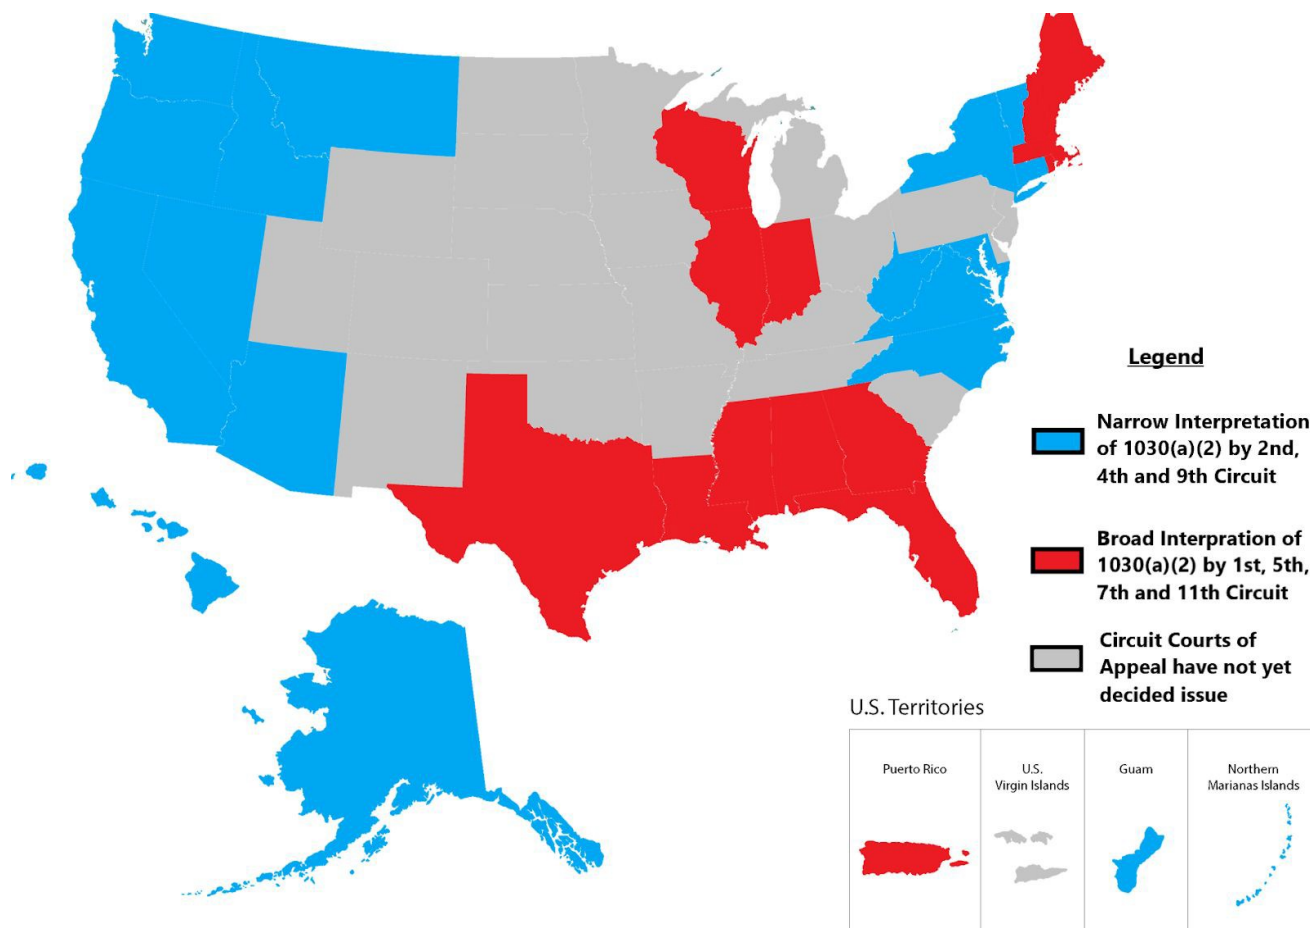 Legend
Narrow Interpretation
of 1030(a)(2) by 2nd,
4th and 9th Circuit
Broad Interpration of
1030(a)(2) by 1st, 5th,
7th and 11th Circuit
Circuit Courts of
Appeal have not yet
decided issue
U.S. Territories
Puerto Rico
U.S.
Virgin Islands
Guam
Northern
Marianas Islands